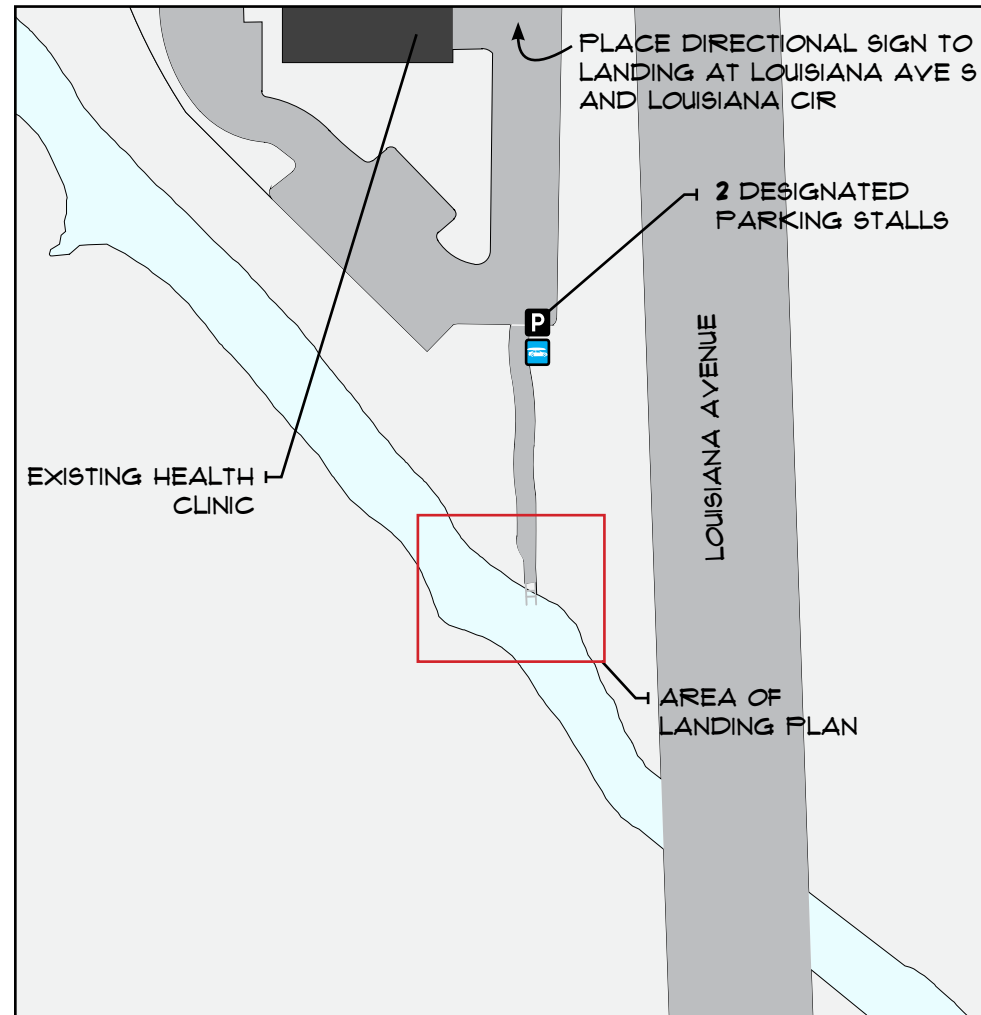 PLACE DIRECTIONAL SIGN TO
LANDING AT LOUISIANA AVE S
AND LOUISIANA CIR
2 DESIGNATED
PARKING STALLS
P
LOUISIANA AVENUE
EXISTING HEALTH
CLINIC
AREA OF
LANDING PLAN